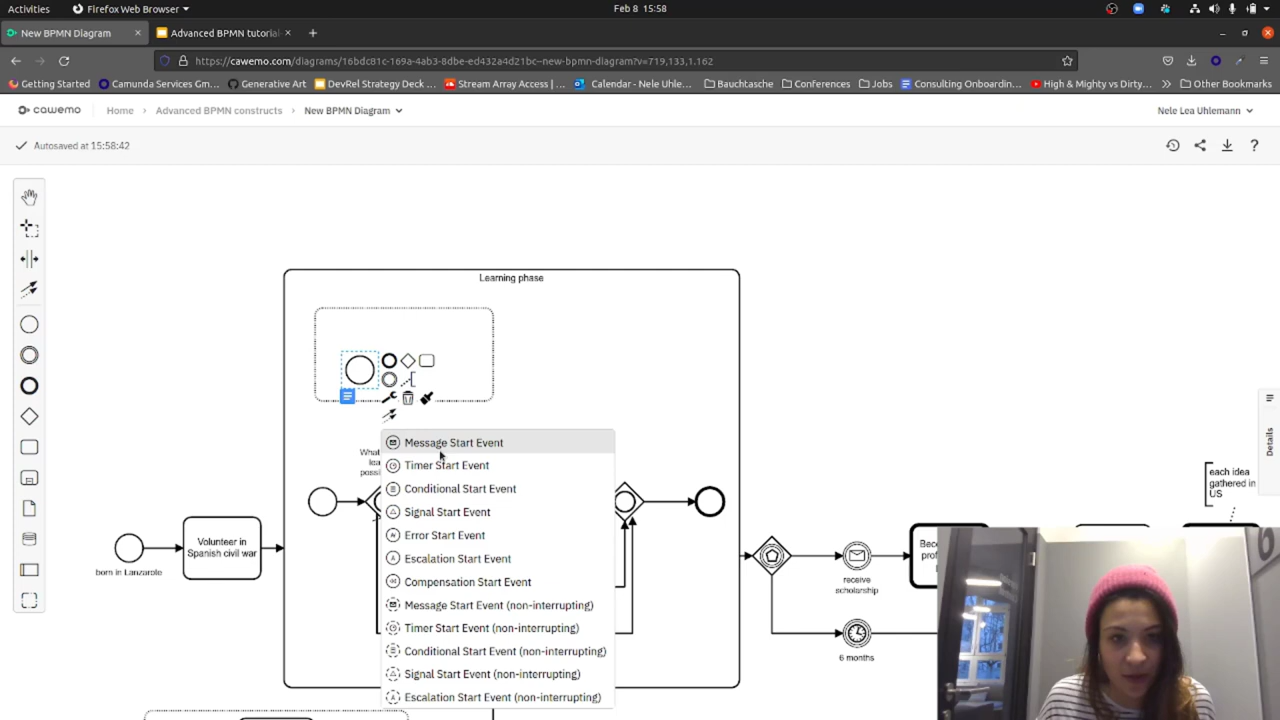 Activities
Firefox Web Browser
Feb 8 15:58
New BPMN Diagram
Advanced BPMN tutorial
https://cawemo.com/diagrams/16bdc81c-169a-4ab3-8dbe-ed432a4d21bc--new-bpmn-diagram?v=719,133,1.162
Getting Started
Camunda Services Gm...
Generative Art
DevRel Strategy Deck ...
Stream Array Access | ...
Calendar - Nele Uhle...
Bauchtasche
Conferences
Jobs
Consulting Onboardin...
High & Mighty vs Dirty...
Other Bookmarks
cawemo
Home
Advanced BPMN constructs
New BPMN Diagram
Nele Lea Uhlemann
Autosaved at 15:58:42
Learning phase
Message Start Event
Timer Start Event
Conditional Start Event
Signal Start Event
Error Start Event
Escalation Start Event
Compensation Start Event
Message Start Event (non-interrupting)
Timer Start Event (non-interrupting)
Conditional Start Event (non-interrupting)
Signal Start Event (non-interrupting)
Escalation Start Event (non-interrupting)
What
born in Lanzarote
Volunteer in
Spanish civil war
receive
scholarship
6 months
each idea
gathered in
US
Details